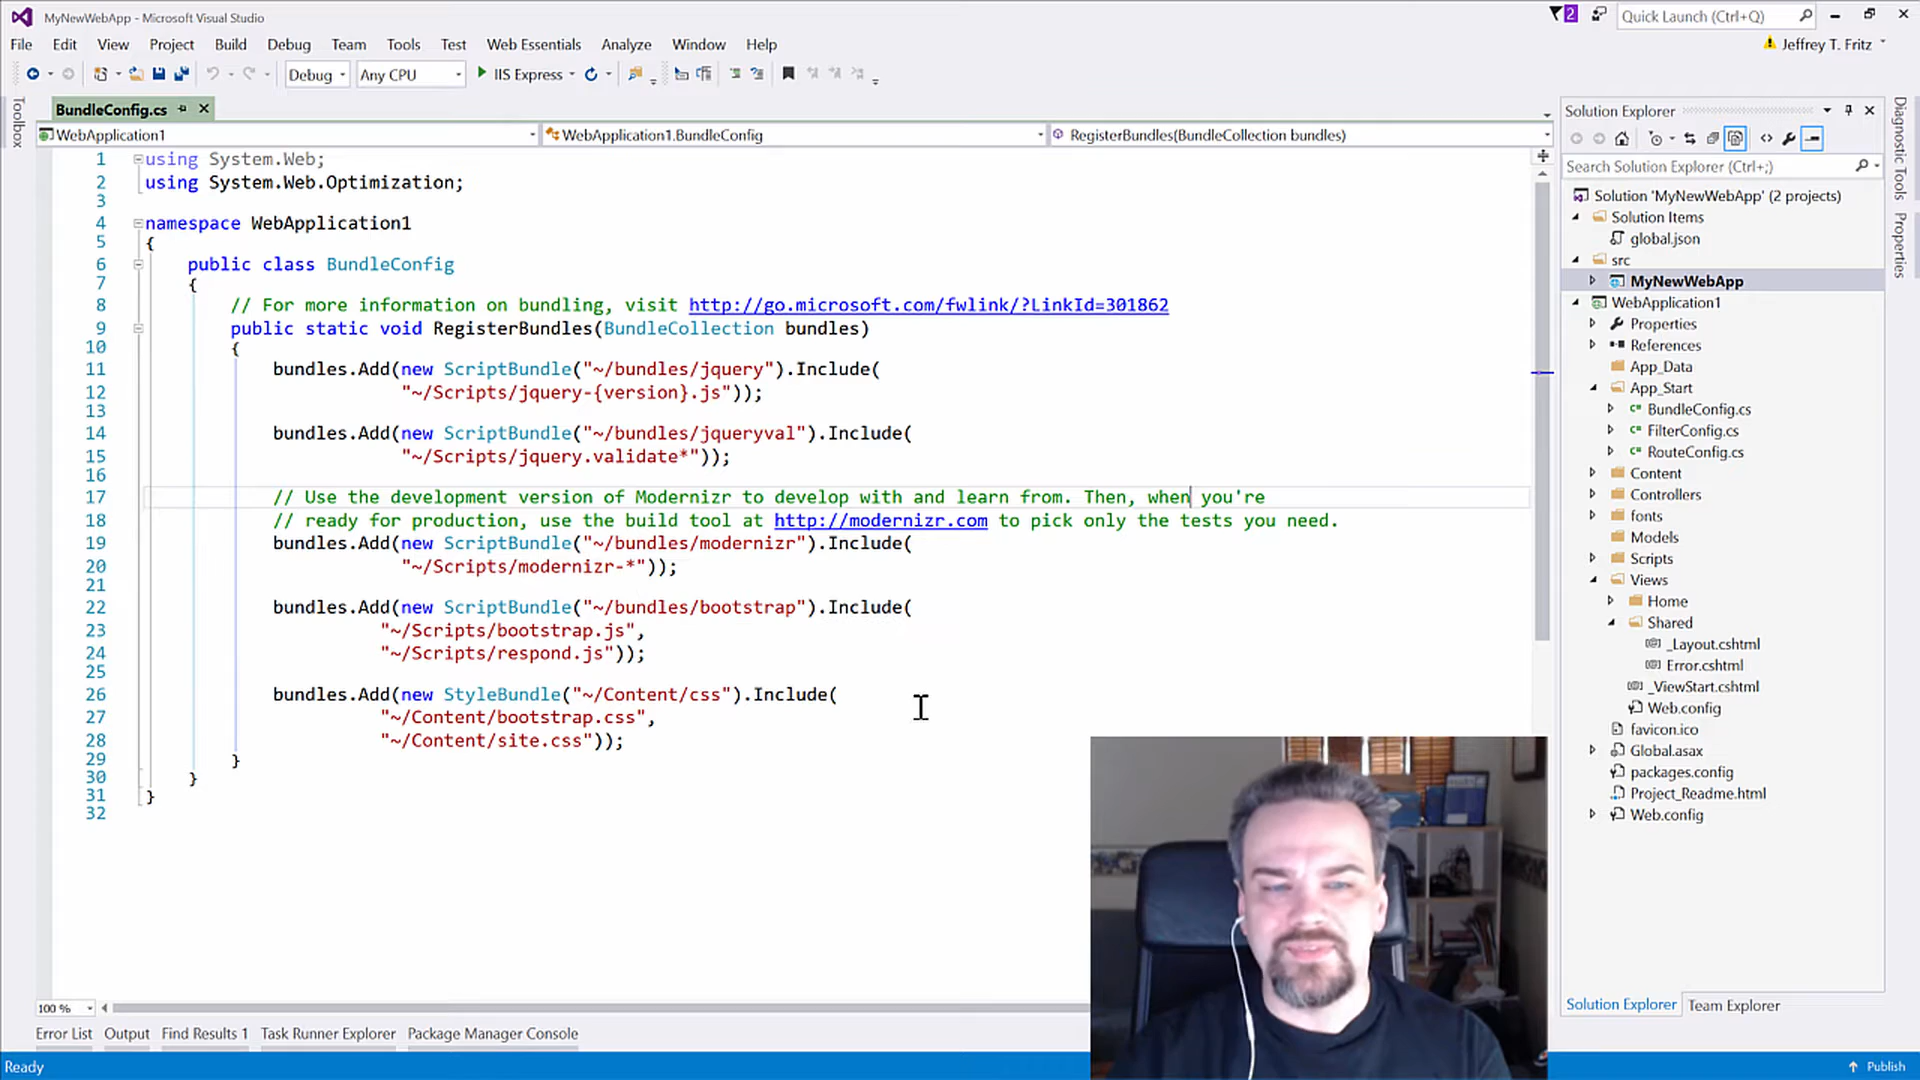 MyNewWebApp - Microsoft Visual Studio
2
Quick Launch (Ctrl+Q)
File Edit View Project Build Debug Team Tools Test Web Essentials Analyze Window Help
Jeffrey T. Fritz
Debug Any CPU IIS Express
Toolbox
BundleConfig.cs
WebApplication1
WebApplication1.BundleConfig
RegisterBundles(BundleCollection bundles)
1 using System.Web;
2 using System.Web.Optimization;
3
4 namespace WebApplication1
5 {
6 public class BundleConfig
7 {
8 // For more information on bundling, visit http://go.microsoft.com/fwlink/?LinkId=301862
9 public static void RegisterBundles(BundleCollection bundles)
10 {
11 bundles.Add(new ScriptBundle("~/bundles/jquery").Include(
12 "~/Scripts/jquery-{version}.js"));
13
14 bundles.Add(new ScriptBundle("~/bundles/jqueryval").Include(
15 "~/Scripts/jquery.validate*"));
16
17 // Use the development version of Modernizr to develop with and learn from. Then, when you're
18 // ready for production, use the build tool at http://modernizr.com to pick only the tests you need.
19 bundles.Add(new ScriptBundle("~/bundles/modernizr").Include(
20 "~/Scripts/modernizr-*"));
21
22 bundles.Add(new ScriptBundle("~/bundles/bootstrap").Include(
23 "~/Scripts/bootstrap.js",
24 "~/Scripts/respond.js"));
25
26 bundles.Add(new StyleBundle("~/Content/css").Include(
27 "~/Content/bootstrap.css",
28 "~/Content/site.css"));
29 }
30 }
31 }
32
100 %
Solution Explorer
Search Solution Explorer (Ctrl+;)
Solution 'MyNewWebApp' (2 projects)
Solution Items
global.json
src
MyNewWebApp
WebApplication1
Properties
References
App_Data
App_Start
BundleConfig.cs
FilterConfig.cs
RouteConfig.cs
Content
Controllers
fonts
Models
Scripts
Views
Home
Shared
_Layout.cshtml
Error.cshtml
_ViewStart.cshtml
Web.config
favicon.ico
Global.asax
packages.config
Project_Readme.html
Web.config
Solution Explorer Team Explorer
Diagnostic Tools
Properties
Error List Output Find Results 1 Task Runner Explorer Package Manager Console
Ready
Publish